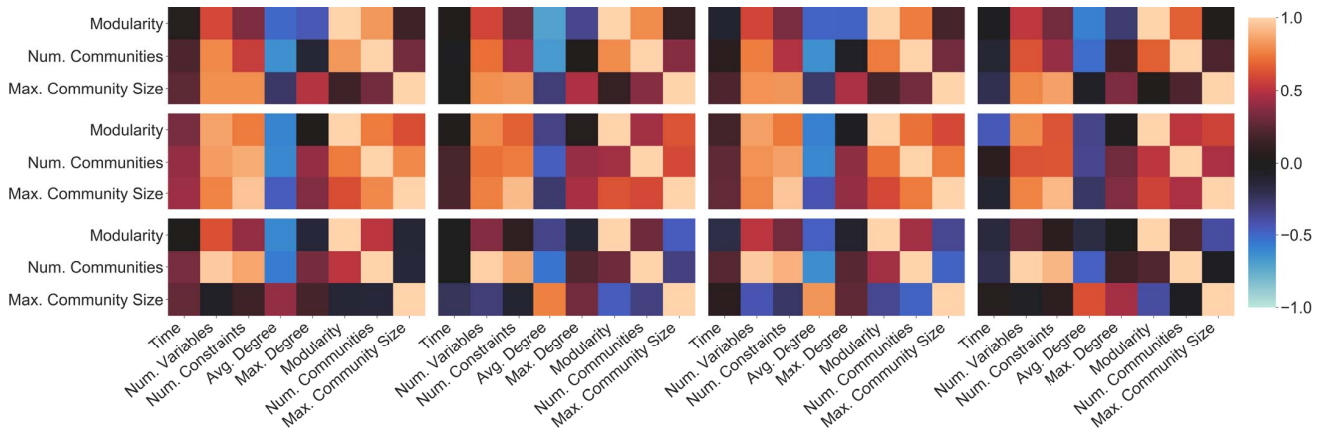 Modularity
Num. Communities
Max. Community Size
Modularity
Num. Communities
Max. Community Size
Modularity
Num. Communities
Max. Community Size
Time
Num. Variables
Num. Constraints
Avg. Degree
Max. Degree
Modularity
Num. Communities
Max. Community Size
Time
Num. Variables
Num. Constraints
Avg. Degree
Max. Degree
Modularity
Num. Communities
Max. Community Size
Time
Num. Variables
Num. Constraints
Avg. Degree
Max. Degree
Modularity
Num. Communities
Max. Community Size
Time
Num. Variables
Num. Constraints
Avg. Degree
Max. Degree
Modularity
Num. Communities
Max. Community Size
1.0
0.5
0.0
−0.5
−1.0